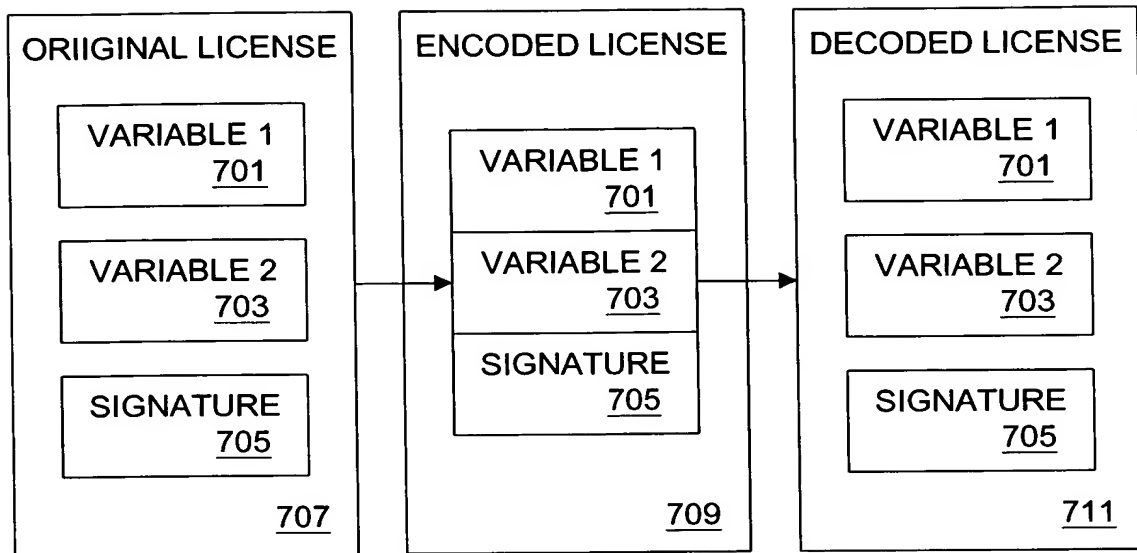 ORIIGINAL LICENSE
VARIABLE 1
701
VARIABLE 2
703
SIGNATURE
705
707
ENCODED LICENSE
VARIABLE 1
701
VARIABLE 2
703
SIGNATURE
705
709
DECODED LICENSE
VARIABLE 1
701
VARIABLE 2
703
SIGNATURE
705
711